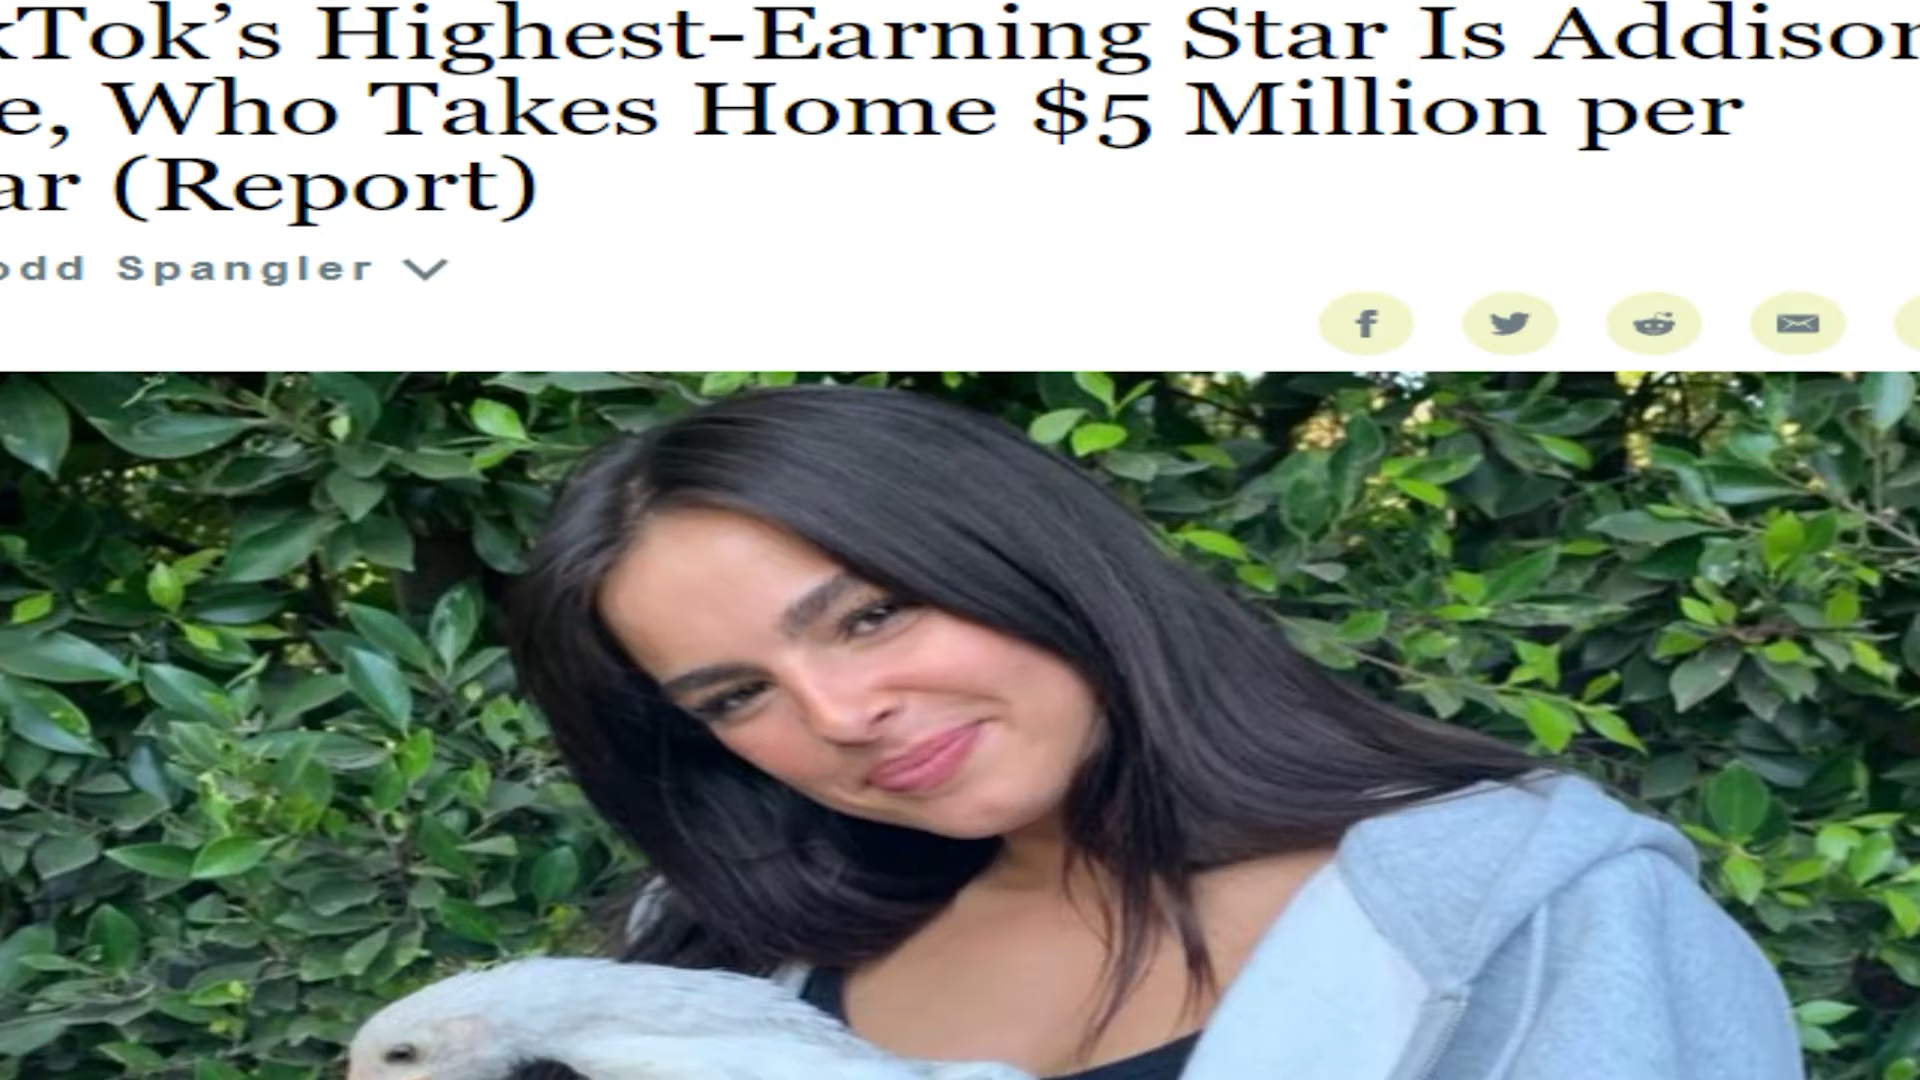 kTok’s Highest-Earning Star Is Addison
e, Who Takes Home $5 Million per
ar (Report)
odd Spangler